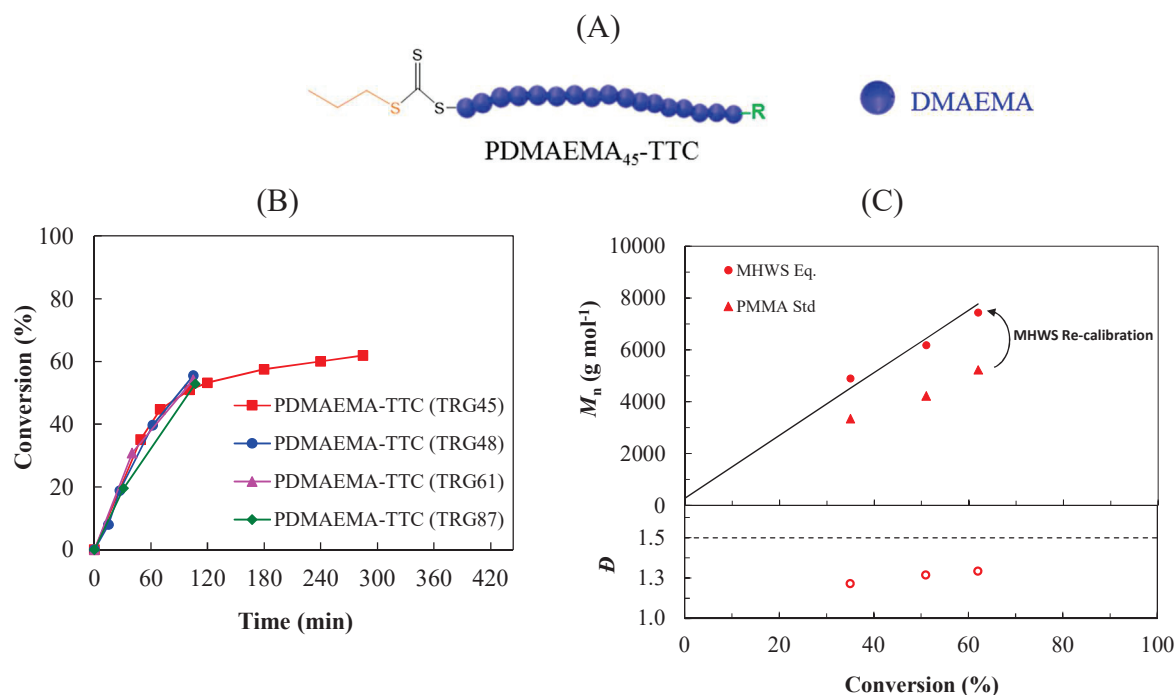 (A)
S
S
S
R
PDMAEMA₄₅-TTC
DMAEMA
(B)
100
80
60
40
20
0
Conversion (%)
PDMAEMA-TTC (TRG45)
PDMAEMA-TTC (TRG48)
PDMAEMA-TTC (TRG61)
PDMAEMA-TTC (TRG87)
0 60 120 180 240 300 360 420
Time (min)
(C)
10000
8000
6000
4000
2000
0
Mₙ (g mol⁻¹)
MHWS Eq.
PMMA Std
MHWS Re-calibration
1.5
1.3
1.0
Đ
0 20 40 60 80 100
Conversion (%)